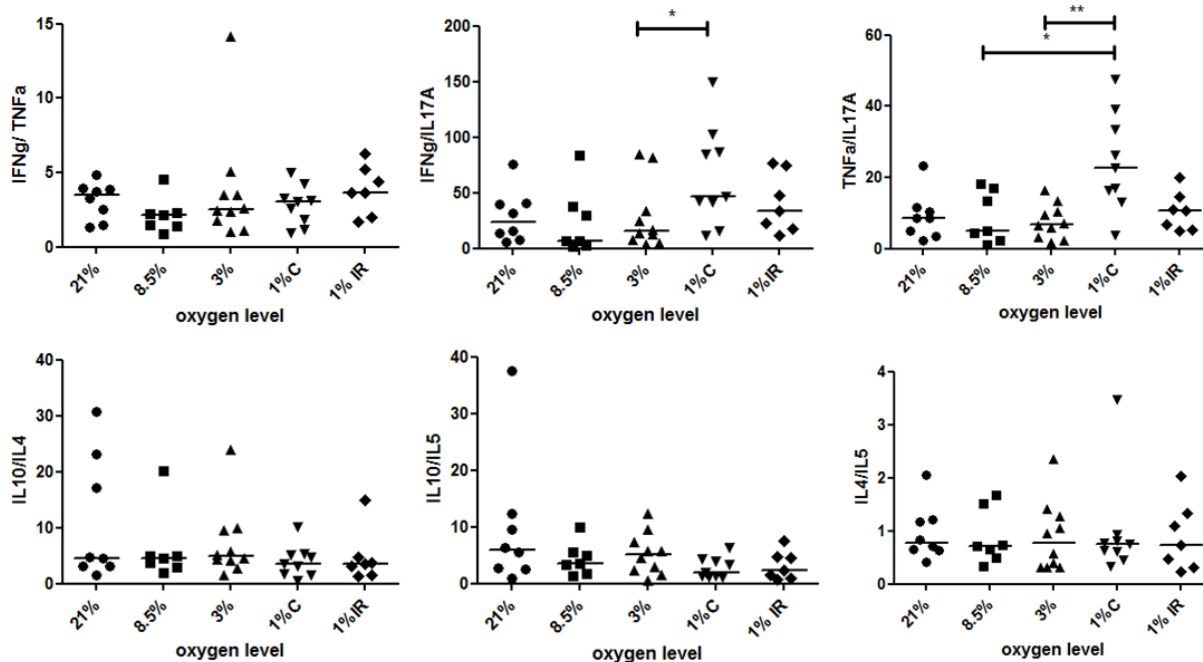 IFNg/ TNFa
15
10
5
0
21%
8.5%
3%
1%C
1%IR
oxygen level
IFNg/IL17A
200
150
100
50
0
*
21%
8.5%
3%
1%C
1%IR
oxygen level
TNFa/IL17A
60
40
20
0
**
*
21%
8.5%
3%
1%C
1%IR
oxygen level
IL10/IL4
40
30
20
10
0
21%
8.5%
3%
1%C
1%IR
oxygen level
IL10/IL5
40
30
20
10
0
21%
8.5%
3%
1%C
1% IR
oxygen level
IL4/IL5
4
3
2
1
0
21%
8.5%
3%
1%C
1% IR
oxygen level